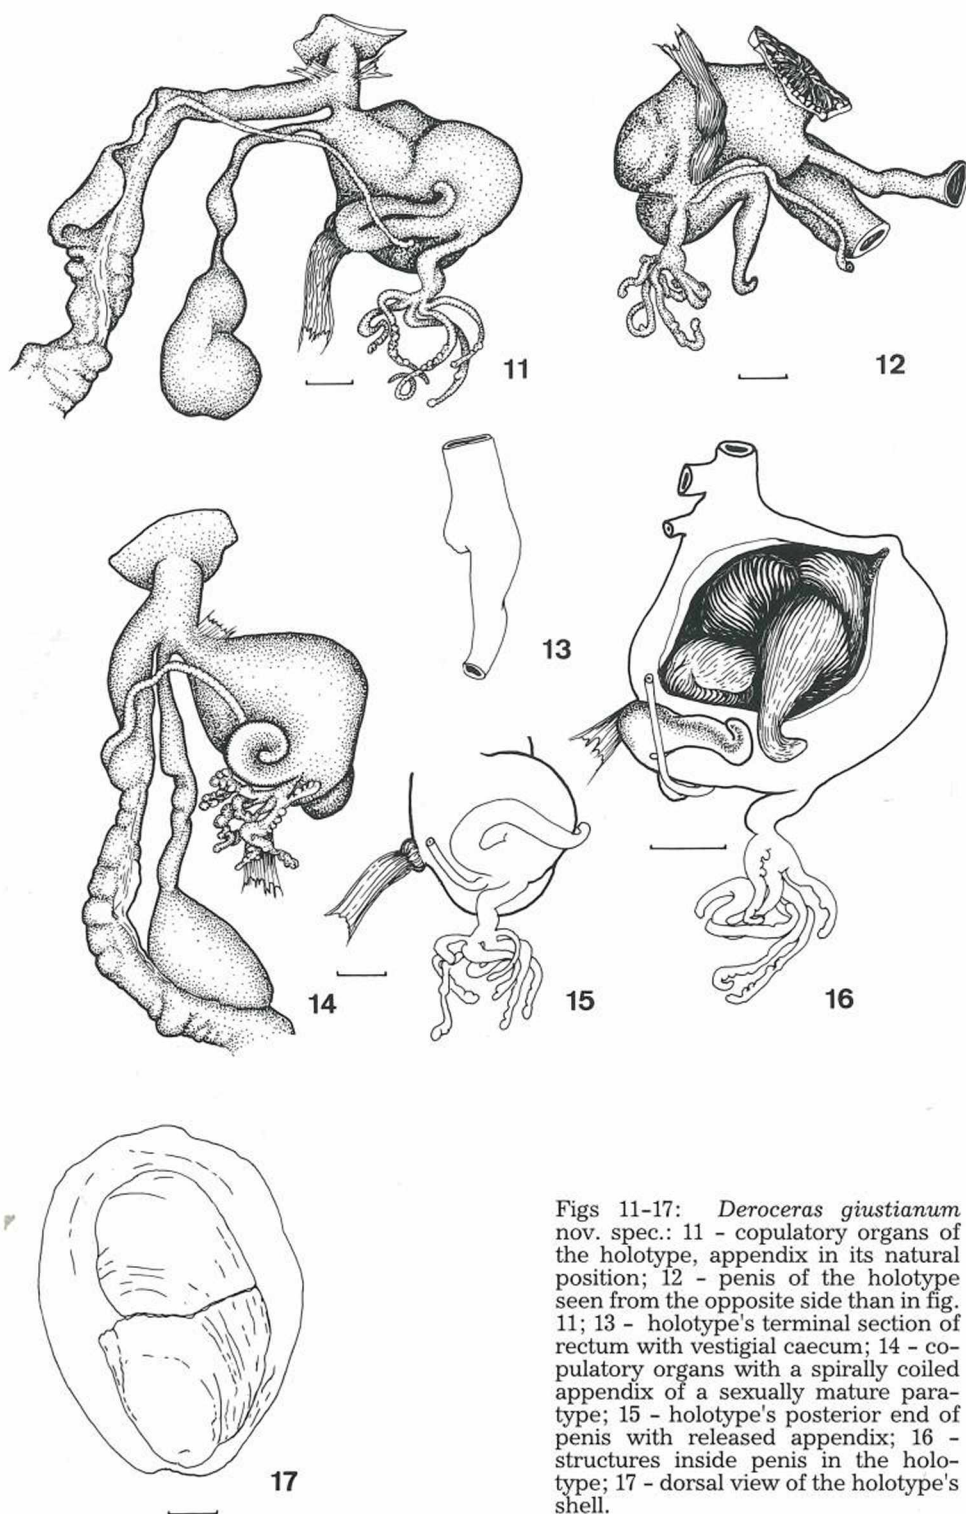 11
12
13
14
15
16
17
Figs 11-17: Deroceras giustianum
nov. spec.: 11 - copulatory organs of
the holotype, appendix in its natural
position; 12 - penis of the holotype
seen from the opposite side than in fig.
11; 13 - holotype's terminal section of
rectum with vestigial caecum; 14 - co-
pulatory organs with a spirally coiled
appendix of a sexually mature para-
type; 15 - holotype's posterior end of
penis with released appendix; 16 -
structures inside penis in the holo-
type; 17 - dorsal view of the holotype's
shell.